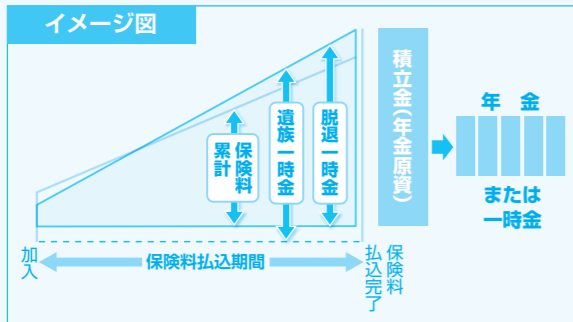 イメージ図
保険料
累計
遺族一時金
脱退一時金
積立金(年金原資)
年 金
または
一時金
加入
保険料払込期間
保険料
払込完了